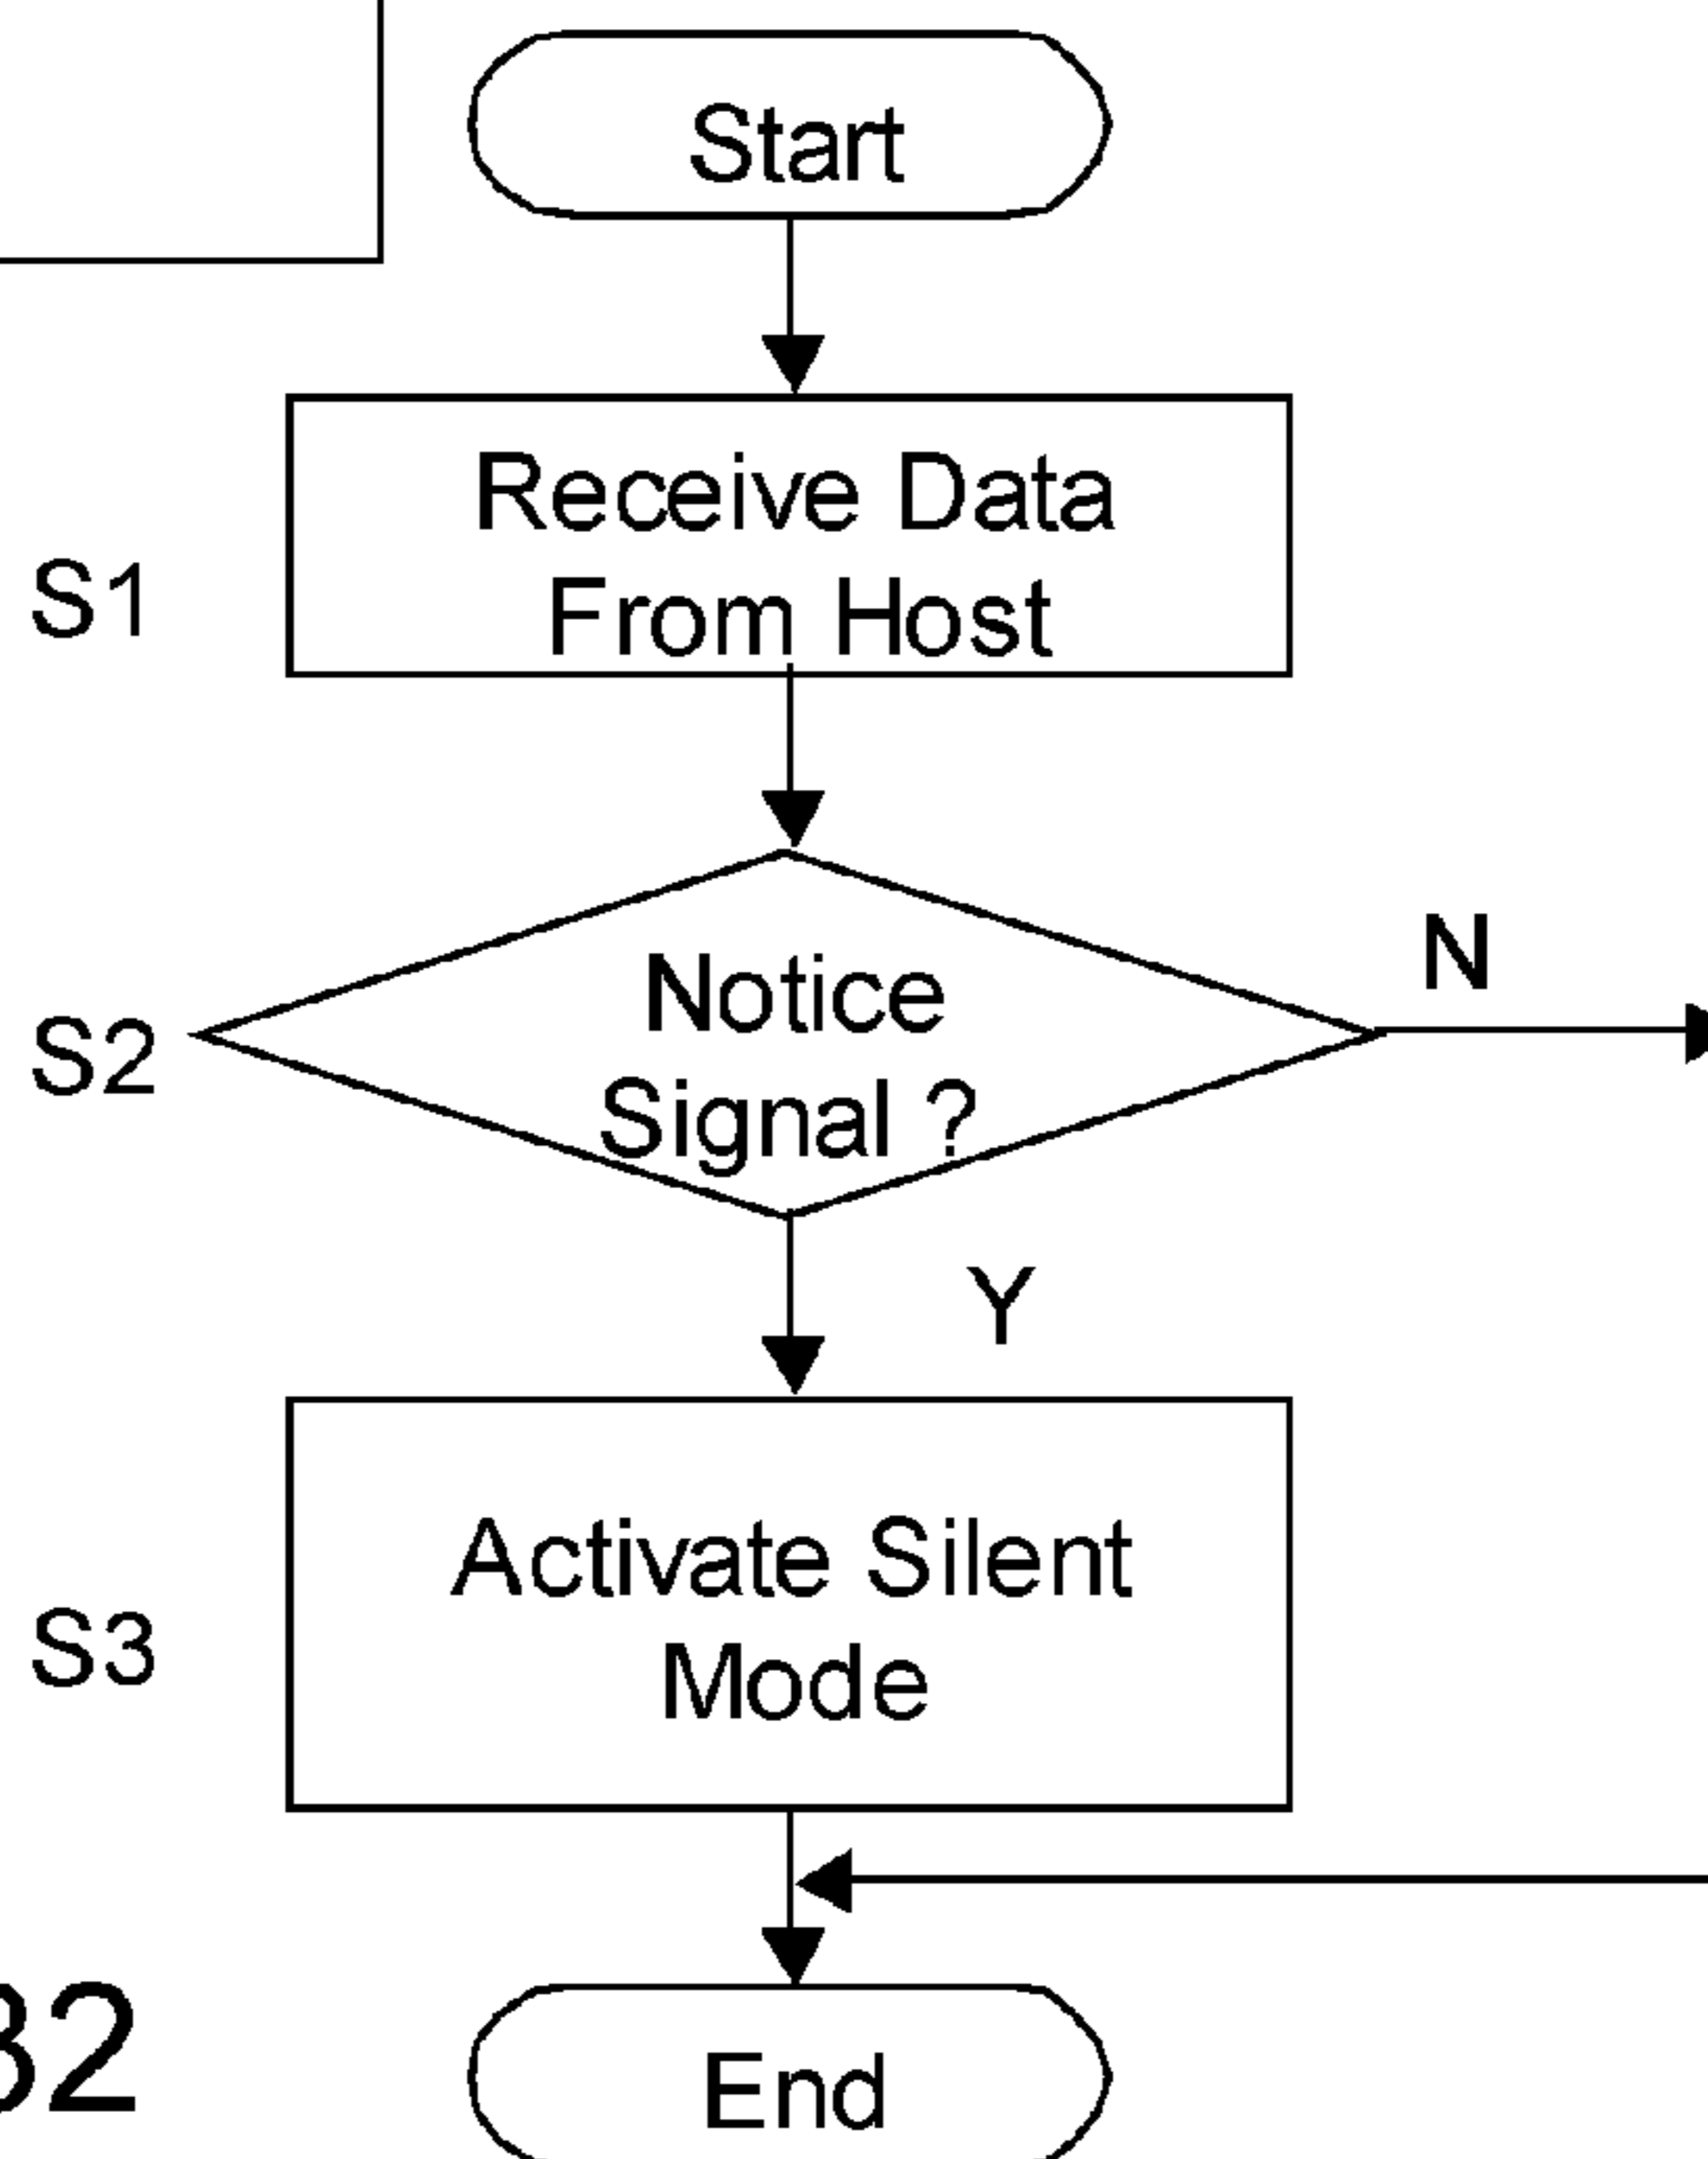 Start
Receive Data
From Host
S1
Notice
Signal ?
S2
N
Y
Activate Silent
Mode
S3
End